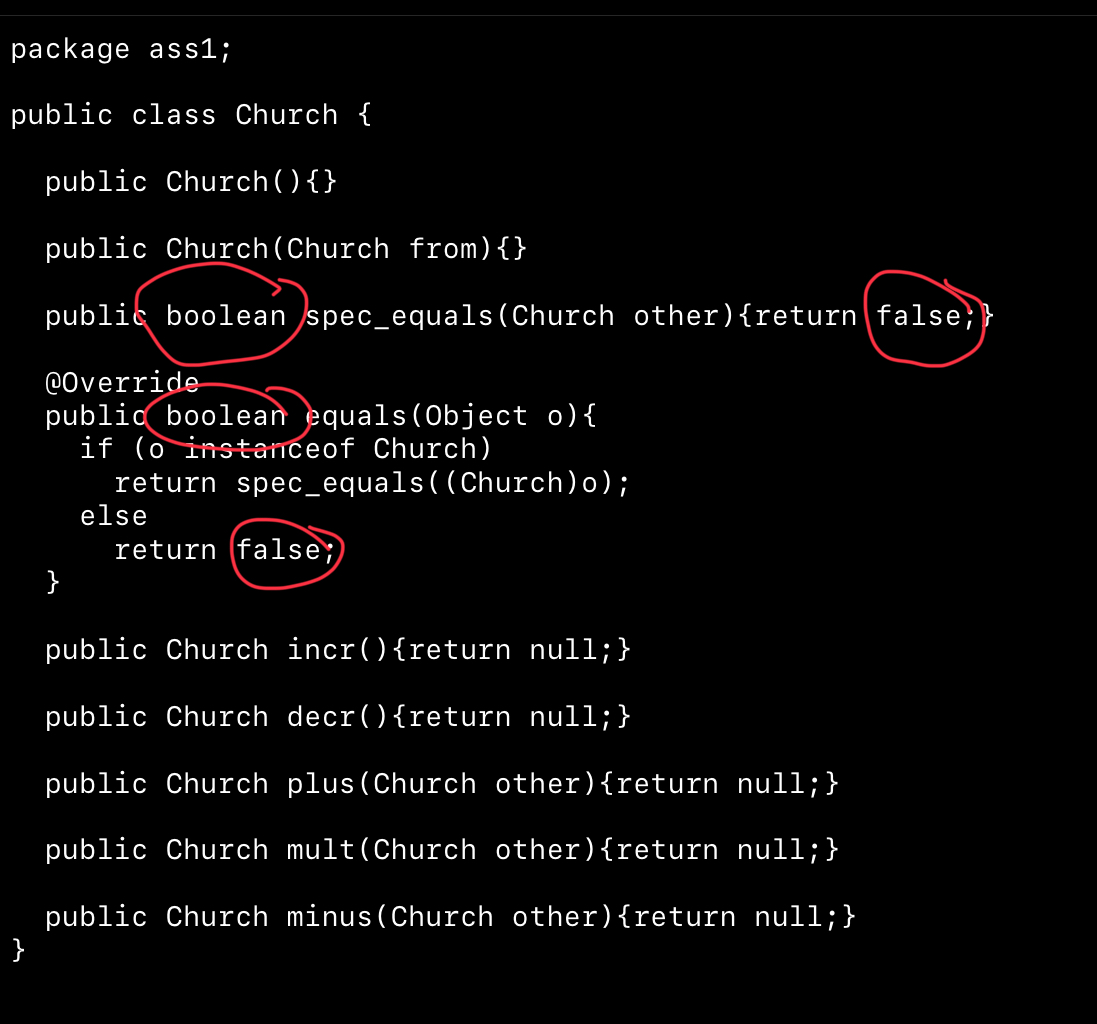 package ass1;
public class Church {
public Church(){}
public Church(Church from){}
public boolean spec_equals(Church other){return false;}
@Override
public boolean equals(Object o){
if (o instanceof Church)
return spec_equals((Church)o);
else
return false;
}
public Church incr(){return null;}
public Church decr(){return null;}
public Church plus(Church other){return null;}
public Church mult(Church other){return null;}
public Church minus(Church other){return null;}
}